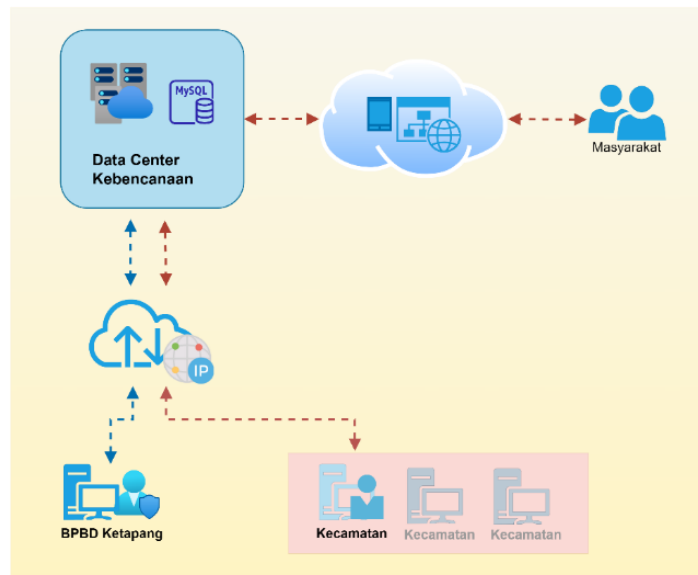 MySQL
Data Center
Kebencanaan
Masyarakat
IP
BPBD Ketapang
Kecamatan
Kecamatan
Kecamatan